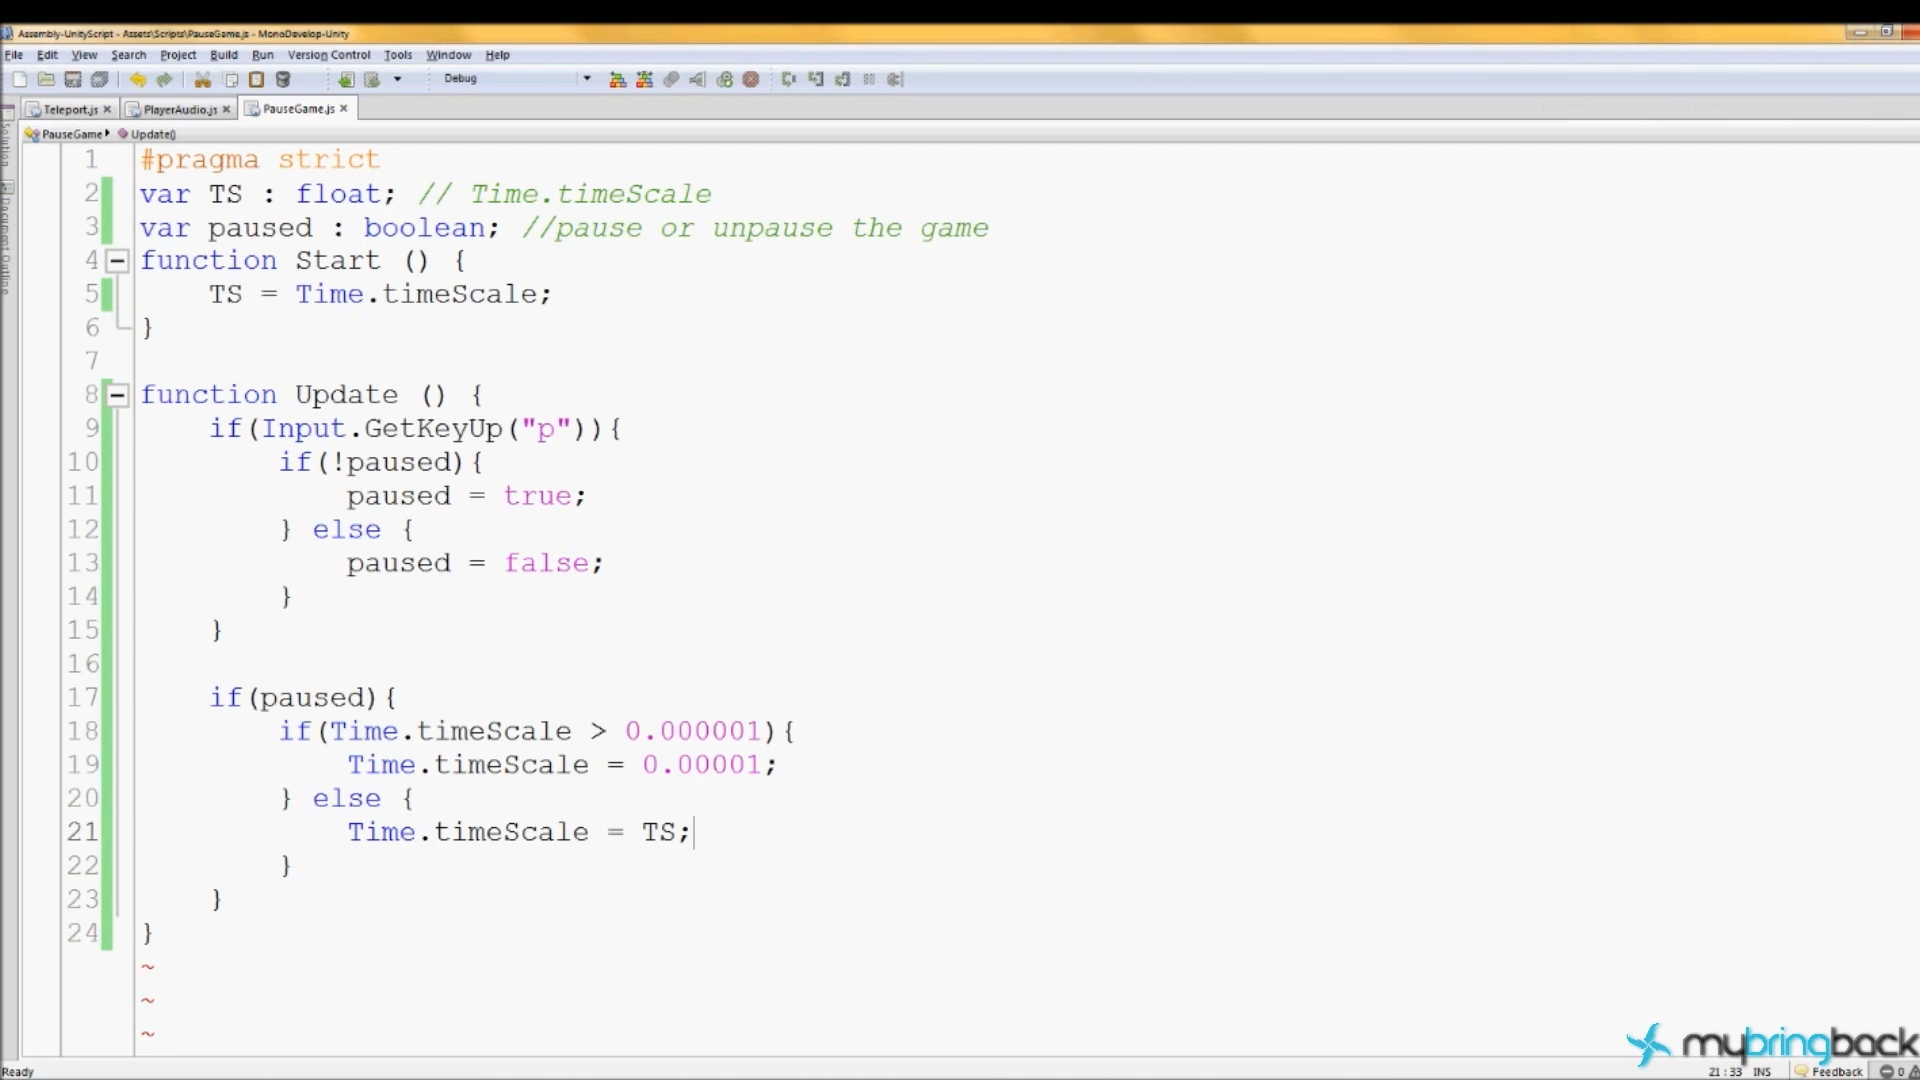 Assembly-UnityScript - Assets\Scripts\PauseGame.js - MonoDevelop-Unity
File Edit View Search Project Build Run Version Control Tools Window Help
Debug
Teleport.js × PlayerAudio.js × PauseGame.js ×
PauseGame Update()
Solution
Document Outline
1 #pragma strict
2 var TS : float; // Time.timeScale
3 var paused : boolean; //pause or unpause the game
4 function Start () {
5 TS = Time.timeScale;
6 }
7
8 function Update () {
9 if(Input.GetKeyUp("p")){
10 if(!paused){
11 paused = true;
12 } else {
13 paused = false;
14 }
15 }
16
17 if(paused){
18 if(Time.timeScale > 0.000001){
19 Time.timeScale = 0.00001;
20 } else {
21 Time.timeScale = TS;
22 }
23 }
24 }
~
~
~
mybringback
Ready 21 : 33 INS Feedback 0